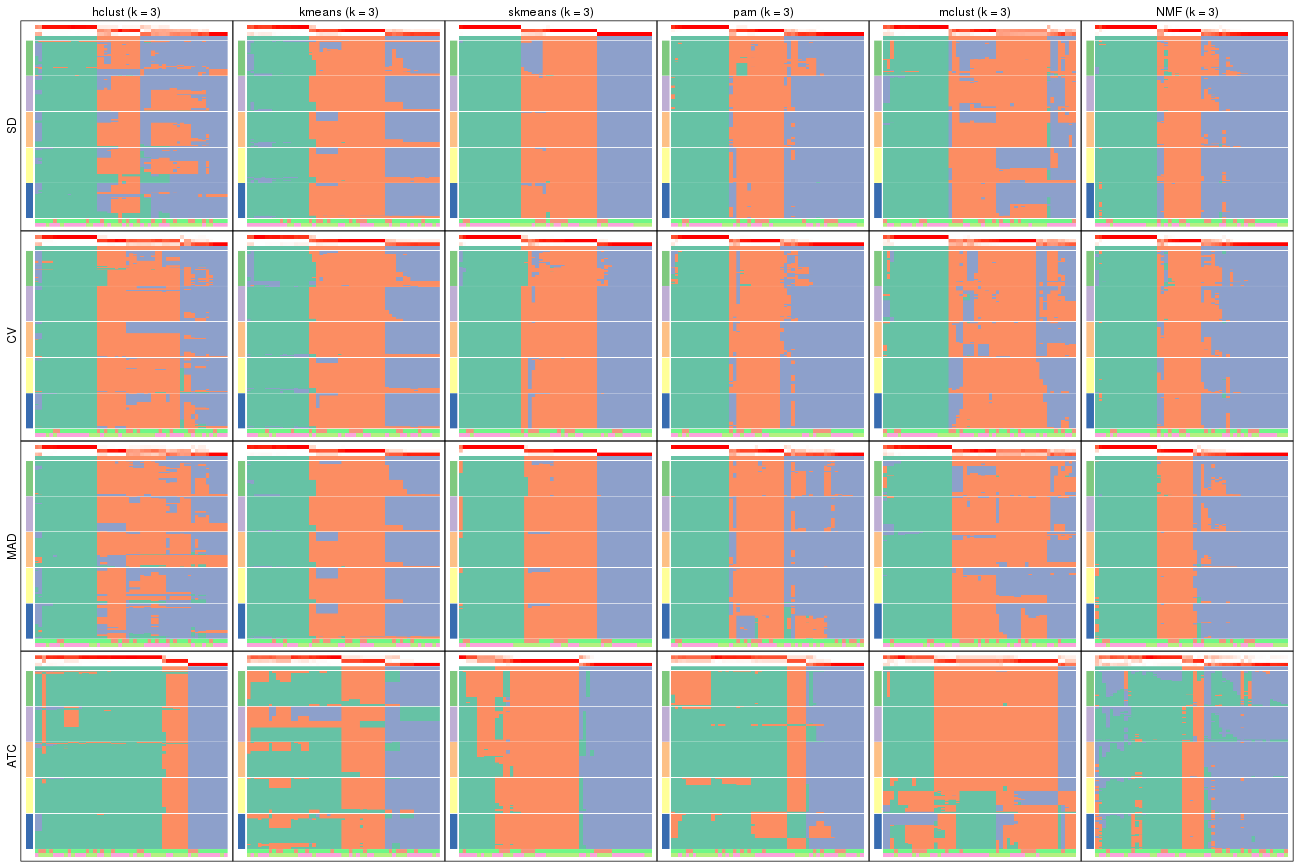 hclust (k = 3) kmeans (k = 3) skmeans (k = 3) pam (k = 3) mclust (k = 3) NMF (k = 3)
SD
CV
MAD
ATC